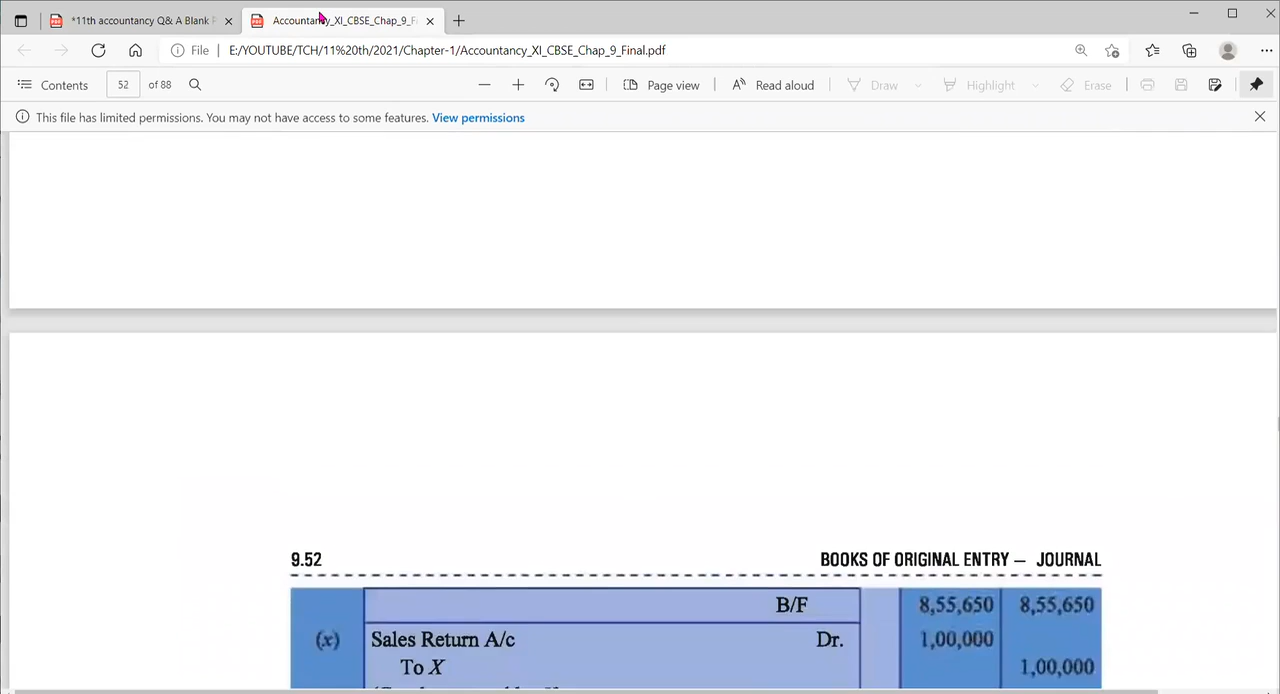 *11th accountancy Q& A Blank
Accountancy_XI_CBSE_Chap_9_Fi
File
E:/YOUTUBE/TCH/11%20th/2021/Chapter-1/Accountancy_XI_CBSE_Chap_9_Final.pdf
Contents 52 of 88 Page view Read aloud Draw Highlight Erase
This file has limited permissions. You may not have access to some features. View permissions
9.52 BOOKS OF ORIGINAL ENTRY – JOURNAL
B/F 8,55,650 8,55,650
(x) Sales Return A/c Dr. 1,00,000
To X 1,00,000